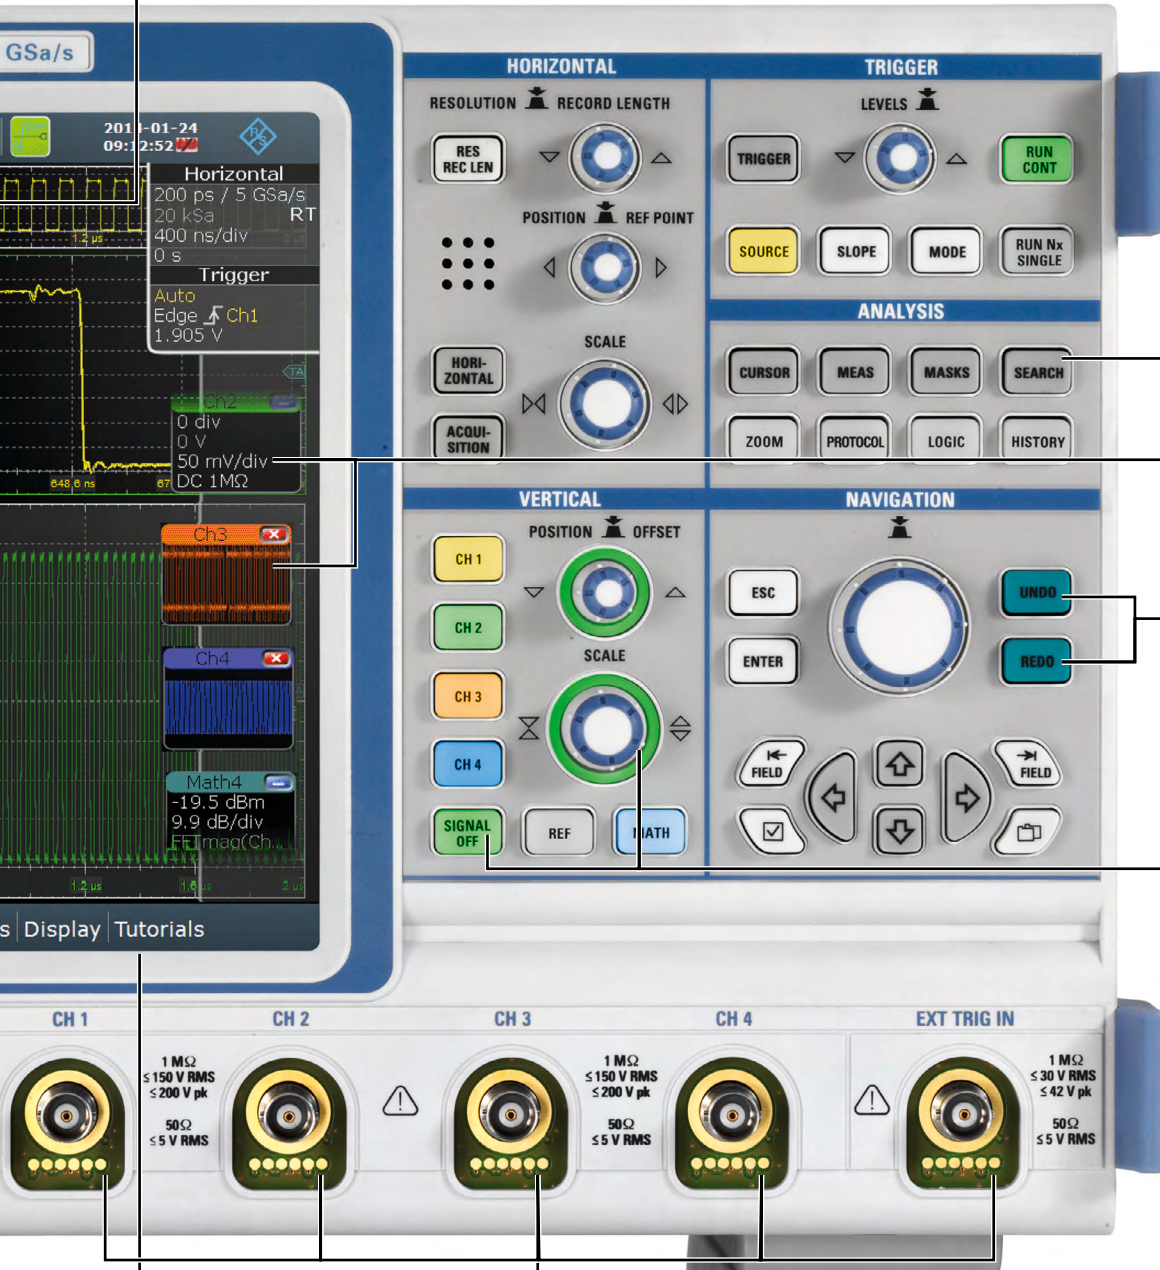 GSa/s
2013-01-24
09:12:52
Horizontal
200 ps / 5 GSa/s
20 kSa RT
400 ns/div
0 s
1.2 µs
Trigger
Auto
Edge Ch1
1.905 V
TA
Ch2
0 div
0 V
50 mV/div
DC 1MΩ
648.6 ns
67
Ch3
Ch4
Math4
-19.5 dBm
9.9 dB/div
FFTmag(Ch...
1.2 µs
1.6 µs
2 µs
s
Display
Tutorials
HORIZONTAL
RESOLUTION
RECORD LENGTH
RES
REC LEN
POSITION
REF POINT
SCALE
HORI-
ZONTAL
ACQUI-
SITION
TRIGGER
LEVELS
TRIGGER
RUN
CONT
SOURCE
SLOPE
MODE
RUN Nx
SINGLE
ANALYSIS
CURSOR
MEAS
MASKS
SEARCH
ZOOM
PROTOCOL
LOGIC
HISTORY
VERTICAL
POSITION
OFFSET
CH 1
CH 2
SCALE
CH 3
CH 4
SIGNAL
OFF
REF
MATH
NAVIGATION
ESC
UNDO
ENTER
REDO
FIELD
FIELD
CH 1
CH 2
CH 3
CH 4
EXT TRIG IN
1 MΩ
≤150 V RMS
≤200 V pk
50Ω
≤5 V RMS
1 MΩ
≤150 V RMS
≤200 V pk
50Ω
≤5 V RMS
1 MΩ
≤30 V RMS
≤42 V pk
50Ω
≤5 V RMS